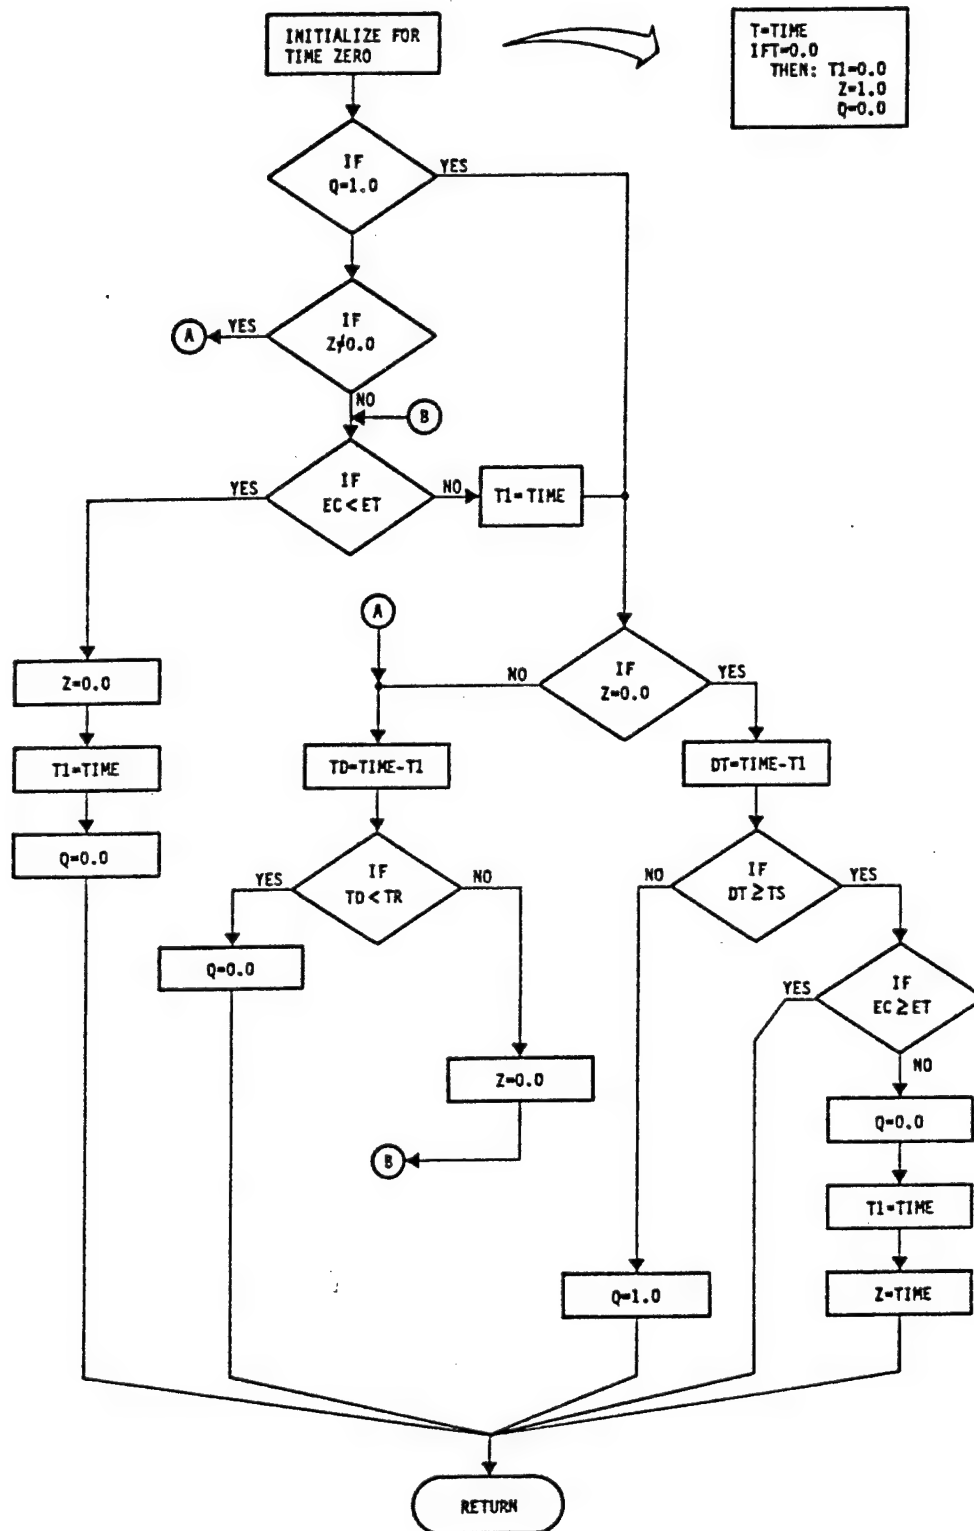 INITIALIZE FOR
TIME ZERO
T=TIME
IFT=0.0
THEN: T1=0.0
Z=1.0
Q=0.0
IF
Q=1.0
YES
IF
Z≠0.0
YES
A
NO
B
IF
EC<ET
YES
NO
T1=TIME
A
IF
Z=0.0
NO
YES
Z=0.0
T1=TIME
Q=0.0
TD=TIME-T1
DT=TIME-T1
IF
TD<TR
YES
NO
IF
DT≥TS
NO
YES
Q=0.0
IF
EC≥ET
YES
NO
Z=0.0
B
Q=0.0
T1=TIME
Z=TIME
Q=1.0
RETURN